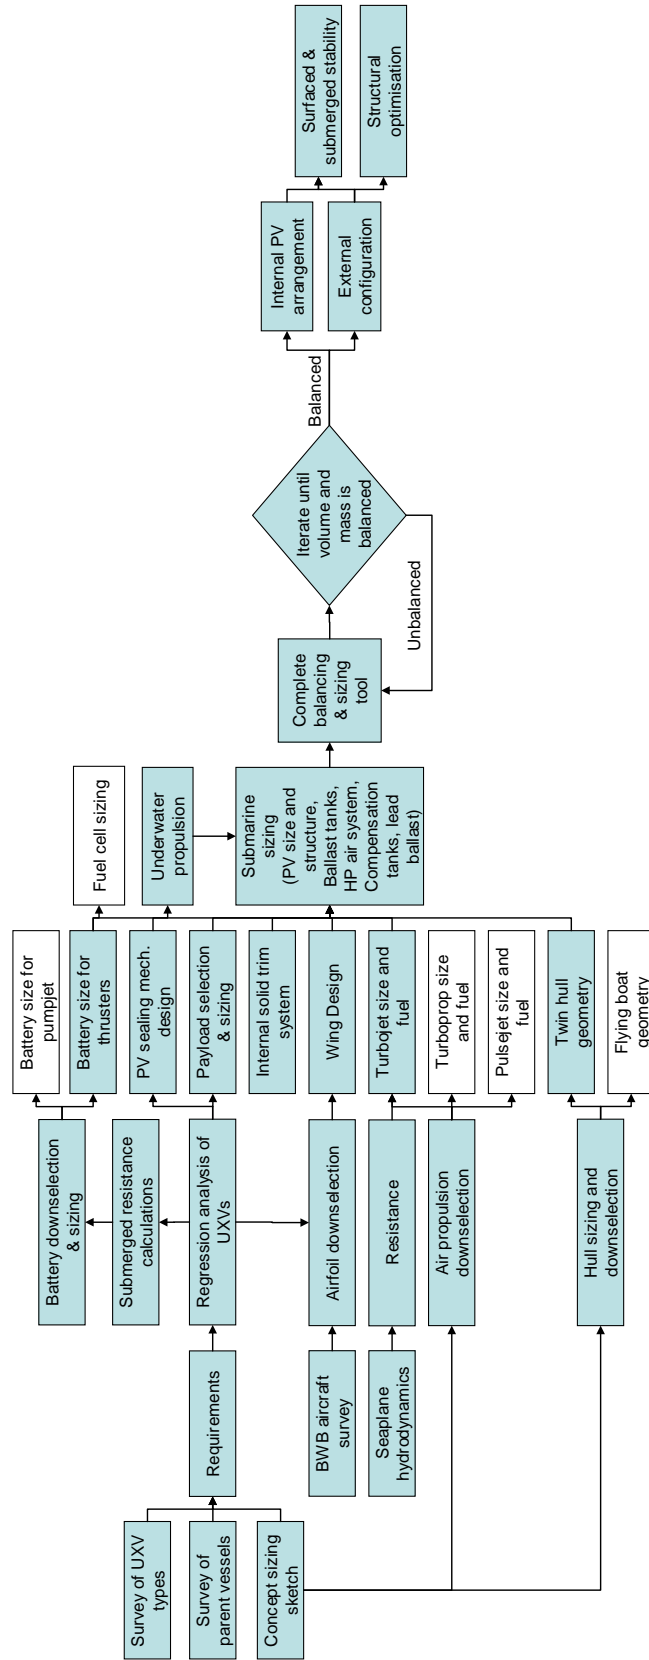 Survey of UXV
types
Survey of
parent vessels
Concept sizing
sketch
Requirements
BWB aircraft
survey
Seaplane
hydrodynamics
Battery downselection
& sizing
Submerged resistance
calculations
Regression analysis of
UXVs
Airfoil downselection
Resistance
Air propulsion
downselection
Hull sizing and
downselection
Battery size for
pumpjet
Battery size for
thrusters
PV sealing mech.
design
Payload selection
& sizing
Internal solid trim
system
Wing Design
Turbojet size and
fuel
Turboprop size
and fuel
Pulsejet size and
fuel
Twin hull
geometry
Flying boat
geometry
Fuel cell sizing
Underwater
propulsion
Submarine
sizing
(PV size and
structure,
Ballast tanks,
HP air system,
Compensation
tanks, lead
ballast)
Complete
balancing
& sizing
tool
Iterate until
volume and
mass is
balanced
Unbalanced
Balanced
Internal PV
arrangement
External
configuration
Surfaced &
submerged stability
Structural
optimisation